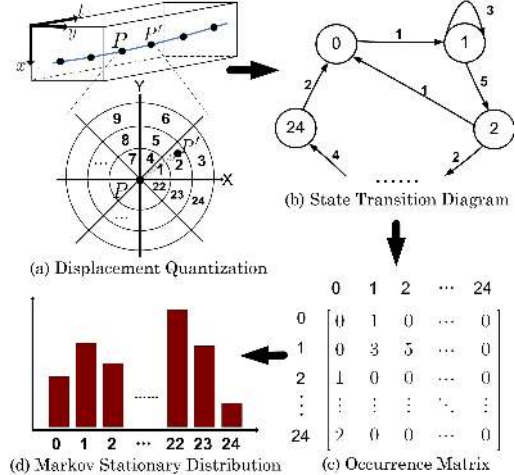 t
y
x
P
P'
Y
9
6
8
5
7
4
P'
...
1
2
3
X
P
22
23
24
...
(a) Displacement Quantization
3
0
1
1
5
2
1
24
2
4
2
......
(b) State Transition Diagram
0 1 2 ... 24
0 0 1 0 ... 0
1 0 3 5 ... 0
2 1 0 0 ... 0
⋮ ⋮ ⋮ ⋮ ⋱ ⋮
24 2 0 0 ... 0
(c) Occurrence Matrix
......
0 1 2 ... 22 23 24
(d) Markov Stationary Distribution